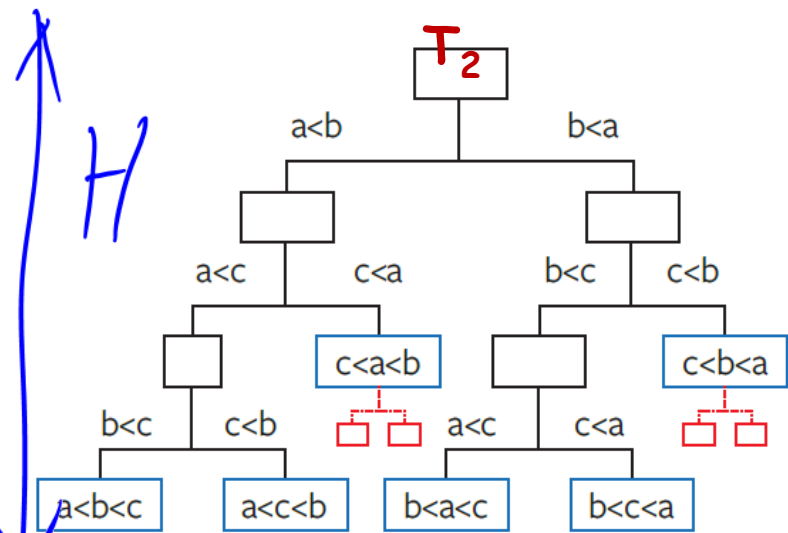 T2
H
a<b b<a
a<c c<a b<c c<b
c<a<b c<b<a
b<c c<b a<c c<a
a<b<c a<c<b b<a<c b<c<a